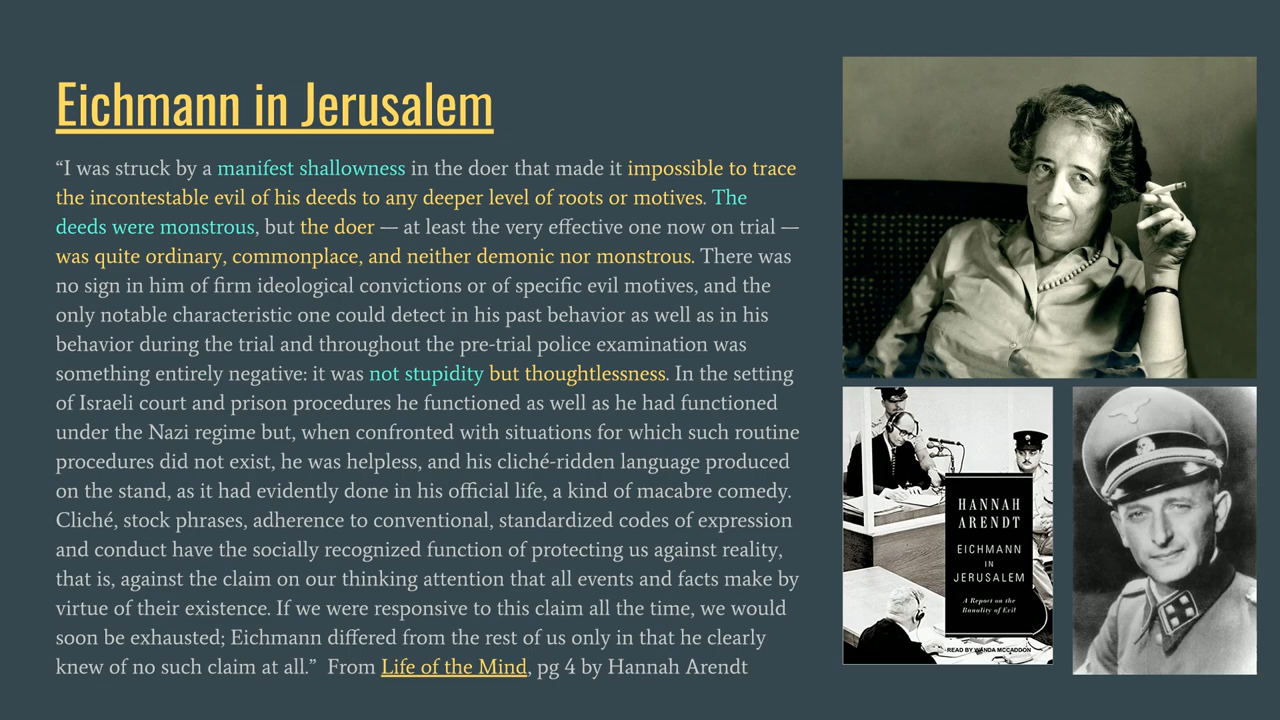 Eichmann in Jerusalem
“I was struck by a manifest shallowness in the doer that made it impossible to trace
the incontestable evil of his deeds to any deeper level of roots or motives. The
deeds were monstrous, but the doer — at least the very effective one now on trial —
was quite ordinary, commonplace, and neither demonic nor monstrous. There was
no sign in him of firm ideological convictions or of specific evil motives, and the
only notable characteristic one could detect in his past behavior as well as in his
behavior during the trial and throughout the pre-trial police examination was
something entirely negative: it was not stupidity but thoughtlessness. In the setting
of Israeli court and prison procedures he functioned as well as he had functioned
under the Nazi regime but, when confronted with situations for which such routine
procedures did not exist, he was helpless, and his cliché-ridden language produced
on the stand, as it had evidently done in his official life, a kind of macabre comedy.
Cliché, stock phrases, adherence to conventional, standardized codes of expression
and conduct have the socially recognized function of protecting us against reality,
that is, against the claim on our thinking attention that all events and facts make by
virtue of their existence. If we were responsive to this claim all the time, we would
soon be exhausted; Eichmann differed from the rest of us only in that he clearly
knew of no such claim at all.”  From Life of the Mind, pg 4 by Hannah Arendt
HANNAH
ARENDT
EICHMANN
IN
JERUSALEM
A Report on the
Banality of Evil
READ BY WANDA MCCADDON